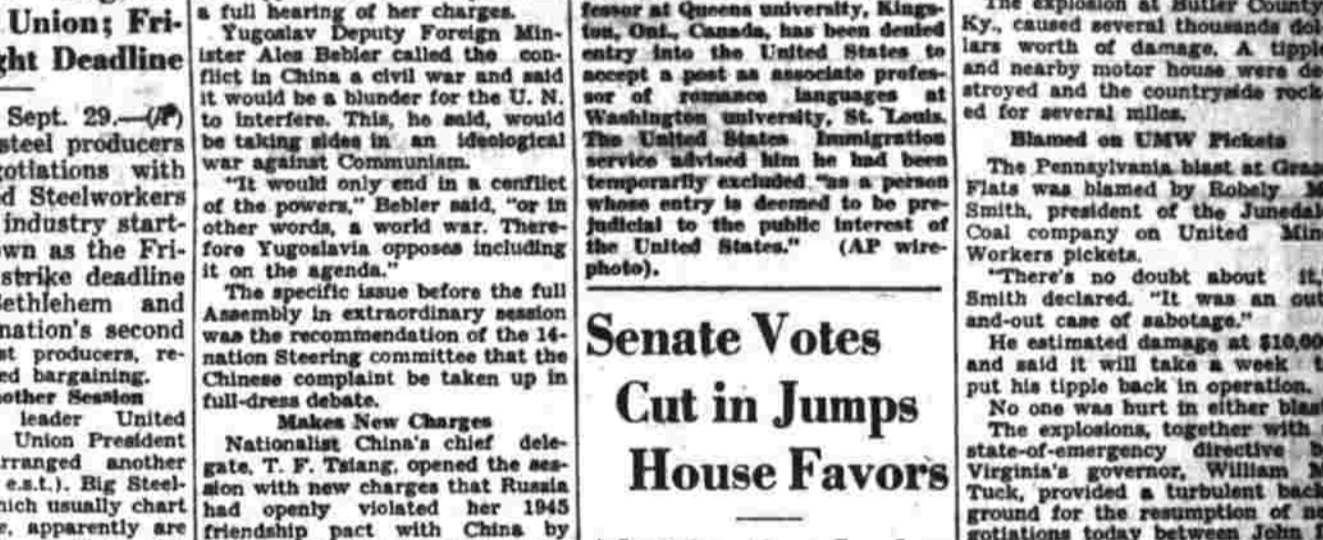 Union; Fri-
ght Deadline
Sept. 29.—(AP)
steel producers
gotiations with
d Steelworkers
industry start-
wn as the Fri-
strike deadline
Bethlehem and
nation's second
st producers, re-
ed bargaining.
other Session
leader United
Union President
rranged another
e.s.t.). Big Steel-
hich usually chart
e, apparently are
a full hearing of her charges.
Yugoslav Deputy Foreign Min-
ister Ales Bebler called the con-
flict in China a civil war and said
it would be a blunder for the U. N.
to interfere. This, he said, would
be taking sides in an ideological
war against Communism.
"It would only end in a conflict
of the powers," Bebler said, "or in
other words, a world war. There-
fore Yugoslavia opposes including
it on the agenda."
The specific issue before the full
Assembly in extraordinary session
was the recommendation of the 14-
nation Steering committee that the
Chinese complaint be taken up in
full-dress debate.
Makes New Charges
Nationalist China's chief dele-
gate, T. F. Tsiang, opened the ses-
sion with new charges that Russia
had openly violated her 1945
friendship pact with China by
fessor at Queens university, Kings-
ton, Ont., Canada, has been denied
entry into the United States to
accept a post as associate profes-
sor of romance languages at
Washington university, St. Louis.
The United States Immigration
service advised him he had been
temporarily excluded "as a person
whose entry is deemed to be pre-
judicial to the public interest of
the United States." (AP wire-
photo).
Senate Votes
Cut in Jumps
House Favors
The explosion at Butler County
Ky., caused several thousands dol-
lars worth of damage. A tipple
and nearby motor house were de-
stroyed and the countryside rock-
ed for several miles.
Blamed on UMW Pickets
The Pennsylvania blast at Gras
Flats was blamed by Robely M
Smith, president of the Junedal
Coal company on United Min
Workers pickets.
"There's no doubt about it,"
Smith declared. "It was an out
and-out case of sabotage."
He estimated damage at $10,00
and said it will take a week t
put his tipple back in operation.
No one was hurt in either blast
The explosions, together with
state-of-emergency directive b
Virginia's governor, William M
Tuck, provided a turbulent back
ground for the resumption of ne
gotiations today between John L